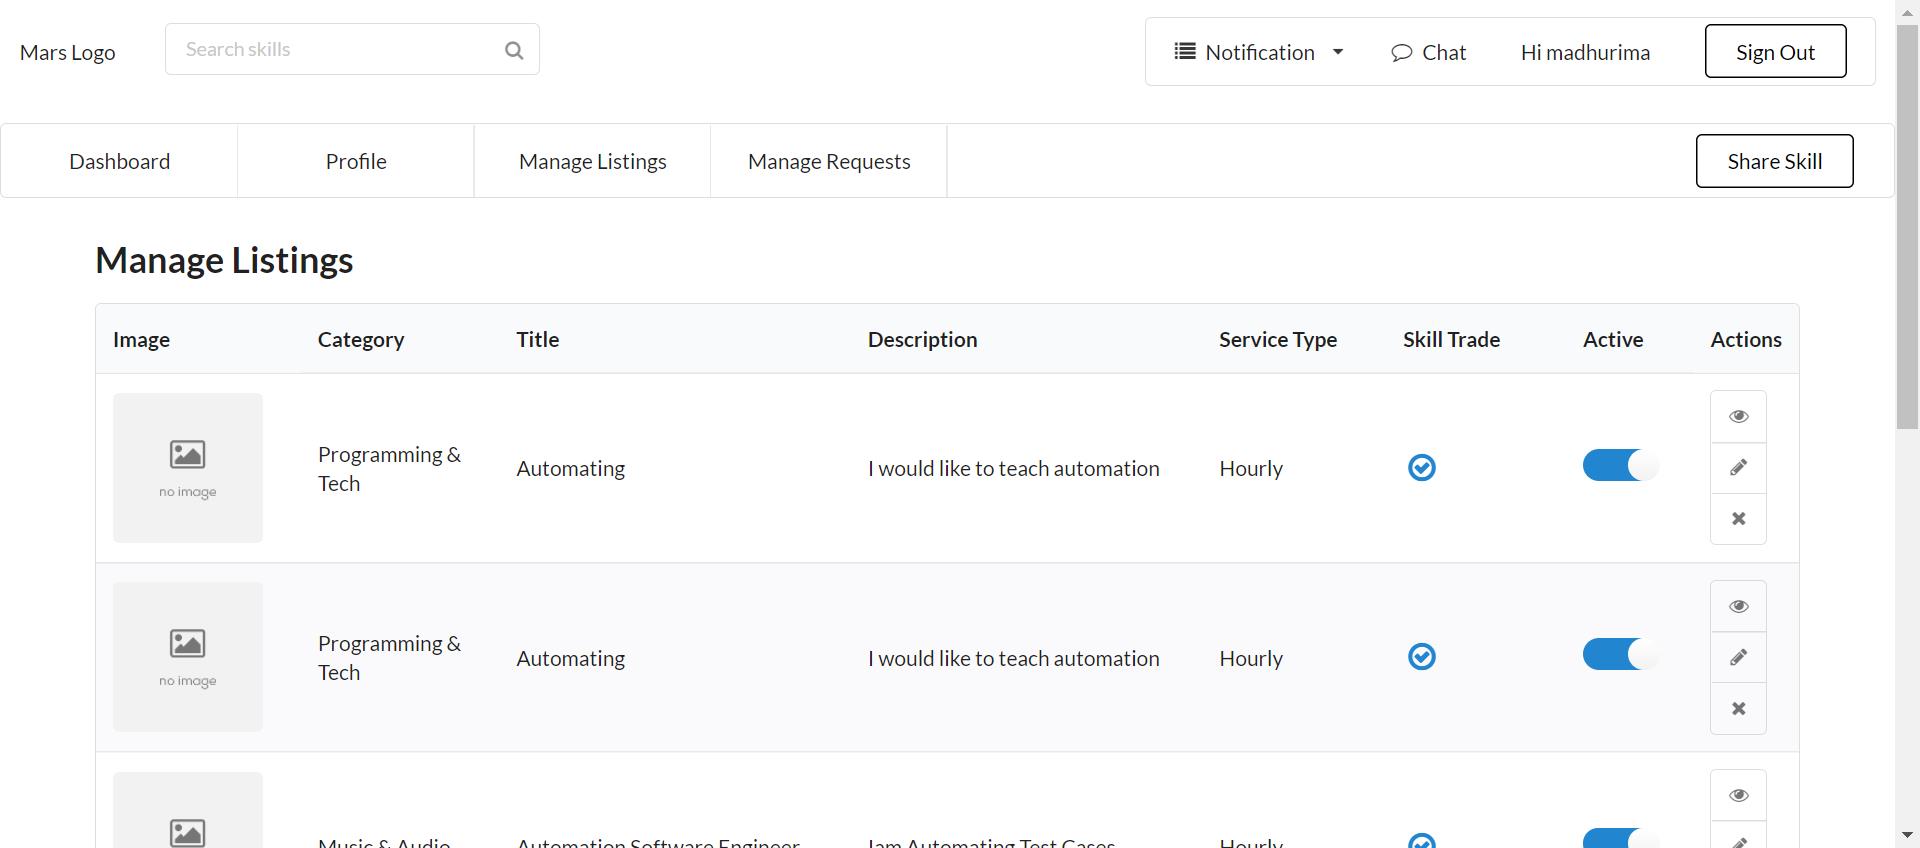 Mars Logo
Search skills
Notification
Chat
Hi madhurima
Sign Out
Dashboard
Profile
Manage Listings
Manage Requests
Share Skill
Manage Listings
Image Category Title Description Service Type Skill Trade Active Actions
no image
Programming &
Tech
Automating
I would like to teach automation
Hourly
no image
Programming &
Tech
Automating
I would like to teach automation
Hourly
Music & Audio
Automation Software Engineer
Iam Automating Test Cases
Hourly